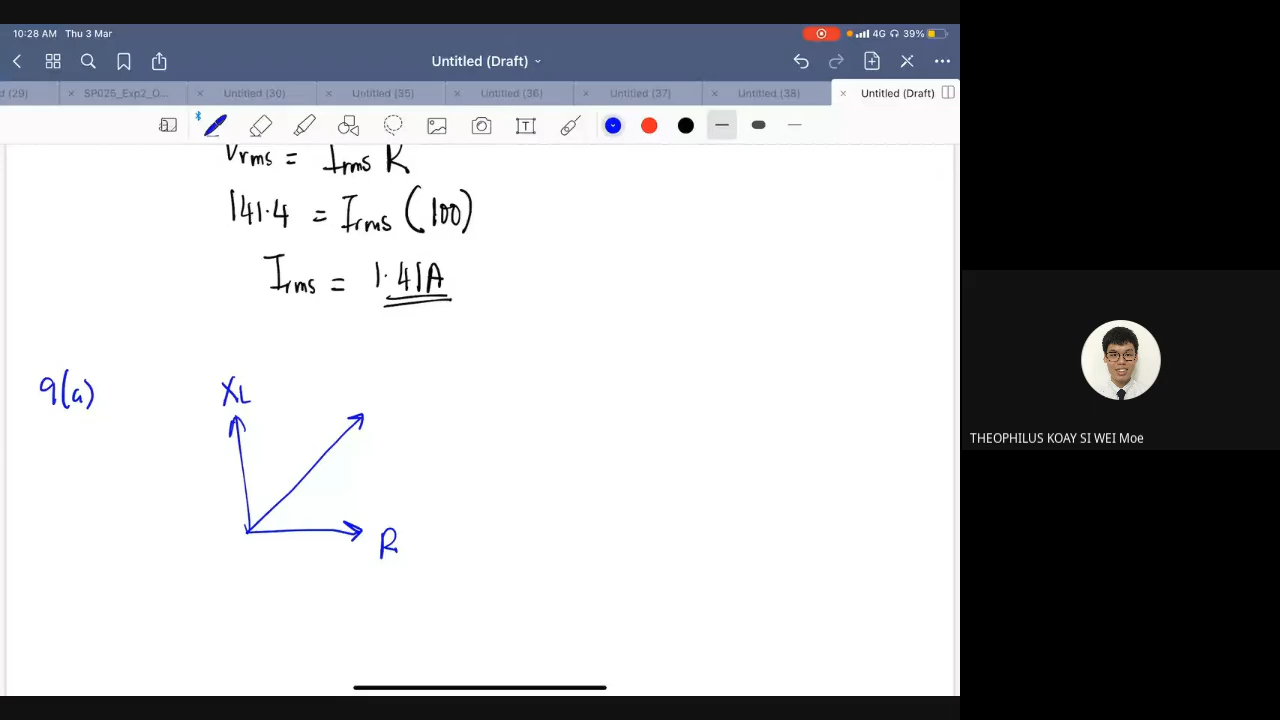 10:28 AM Thu 3 Mar
4G 39%
Untitled (Draft)
d (29)
SP025_Exp2_O...
Untitled (30)
Untitled (35)
Untitled (36)
Untitled (37)
Untitled (38)
Untitled (Draft)
Vrms = Irms R
141.4 = Irms (100)
Irms = 1.41A
9(a)
XL
R
THEOPHILUS KOAY SI WEI Moe